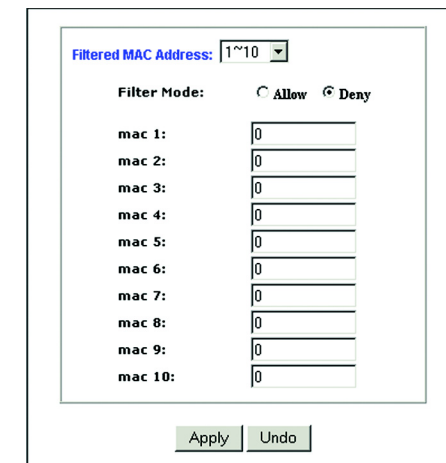 Filtered MAC Address: 1~10
Filter Mode: Allow Deny
mac 1: 0
mac 2: 0
mac 3: 0
mac 4: 0
mac 5: 0
mac 6: 0
mac 7: 0
mac 8: 0
mac 9: 0
mac 10: 0
Apply Undo